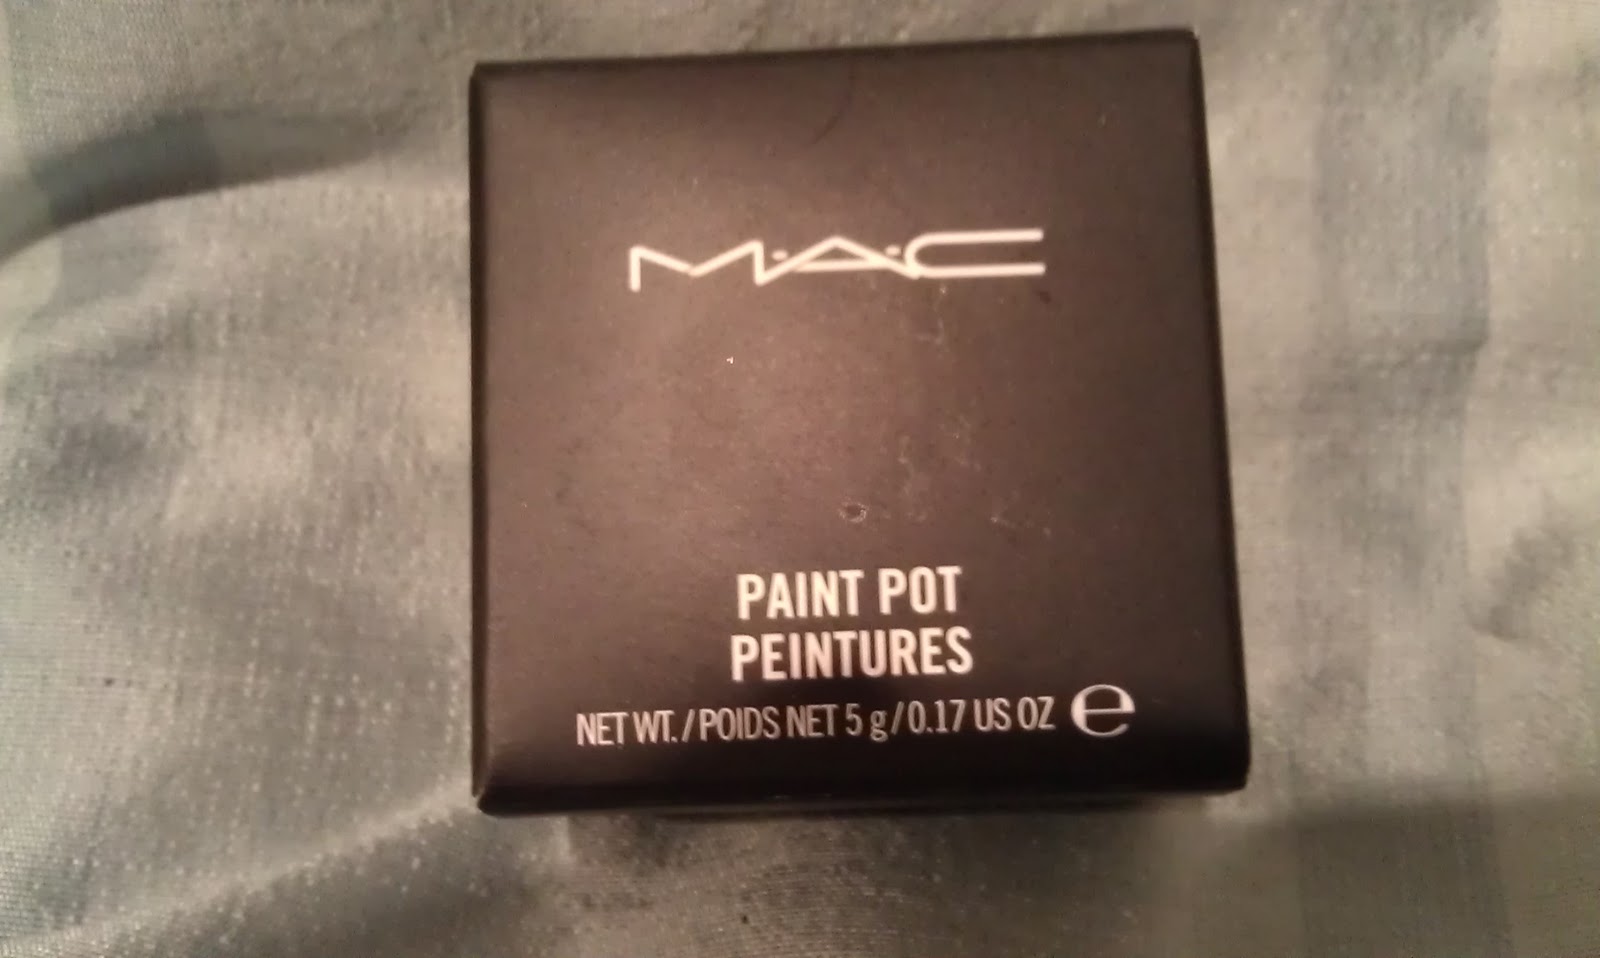 M·A·C
PAINT POT
PEINTURES
NET WT./POIDS NET 5 g/0.17 US OZ ℮